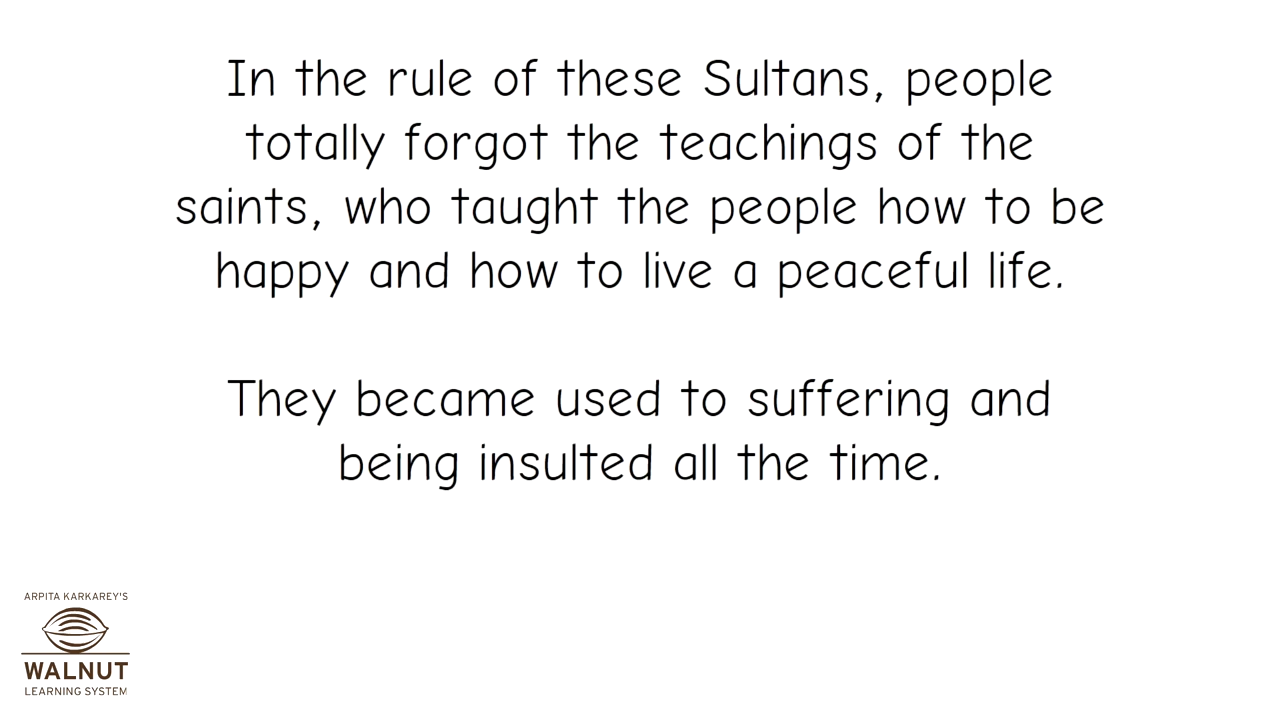 In the rule of these Sultans, people
totally forgot the teachings of the
saints, who taught the people how to be
happy and how to live a peaceful life.
They became used to suffering and
being insulted all the time.
ARPITA KARKAREY'S
WALNUT
LEARNING SYSTEM